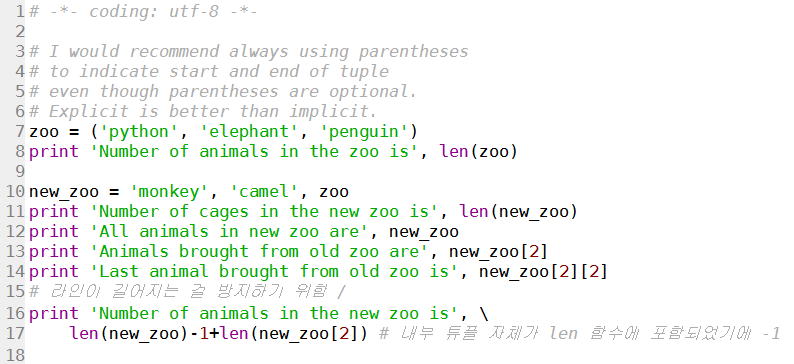 1 # -*- coding: utf-8 -*-
2
3 # I would recommend always using parentheses
4 # to indicate start and end of tuple
5 # even though parentheses are optional.
6 # Explicit is better than implicit.
7 zoo = ('python', 'elephant', 'penguin')
8 print 'Number of animals in the zoo is', len(zoo)
9
10 new_zoo = 'monkey', 'camel', zoo
11 print 'Number of cages in the new zoo is', len(new_zoo)
12 print 'All animals in new zoo are', new_zoo
13 print 'Animals brought from old zoo are', new_zoo[2]
14 print 'Last animal brought from old zoo is', new_zoo[2][2]
15 # 라인이 길어지는 걸 방지하기 위함 /
16 print 'Number of animals in the new zoo is', \
17     len(new_zoo)-1+len(new_zoo[2]) # 내부 튜플 자체가 len 함수에 포함되었기에 -1
18